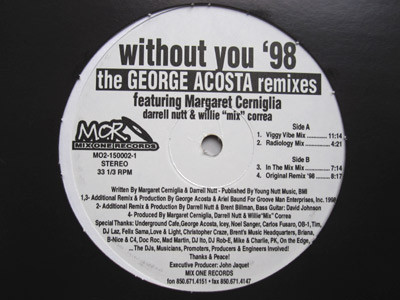 without you '98
the GEORGE ACOSTA remixes
featuring Margaret Cerniglia
darrell nutt & willie "mix" correa
MCR
MIX ONE RECORDS
MO2-150002-1
STEREO
33 1/3 RPM
Side A
1. Viggy Vibe Mix 11:14
2. Radiology Mix 4:21
Side B
3. In The Mix Mix 7:14
4. Original Remix '98 8:17
Written By Margaret Cerniglia & Darrell Nutt - Published By Young Nutt Music, BMI
1,3- Additional Remix & Production by George Acosta & Ariel Baund For Groove Man Enterprises, Inc. 1998
2- Additional Remix & Production by Darrell Nutt & Brent Billman, Bass Guitar: David Johnson
4- Produced by Margaret Cerniglia, Darrell Nutt & Willie"Mix" Correa
Special Thanks: Underground Cafe, George Acosta, Icey, Noel Sanger, Carlos Fusaro, OB-1, Tim,
DJ Laz, Felix Sama, Love & Light, Christopher Craze, Brent's Music Headquarters, Briana,
B-Nice & C4, Doc Roc, Mad Martin, DJ Ito, DJ Rob-E, Mike & Charlie, PK, On the Edge,
...The DJs, Musicians, Promoters, Producers & Engineers Involved!
Thanks & Peace!
Executive Producer: John Jaquel
MIX ONE RECORDS
fon 850.671.4151 • fax 850.671.4147